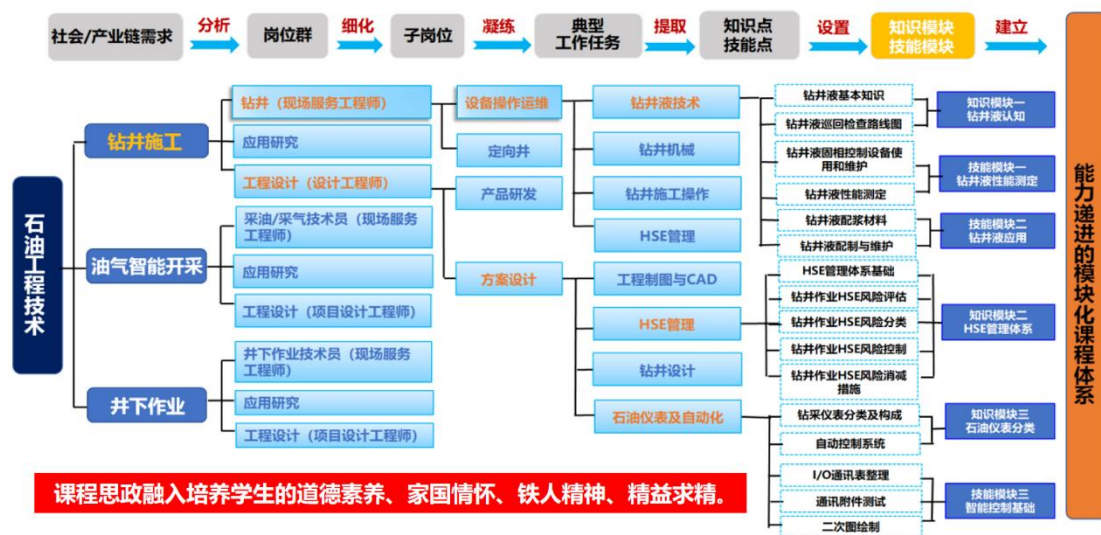 社会/产业链需求
分析
岗位群
细化
子岗位
凝练
典型
工作任务
提取
知识点
技能点
设置
知识模块
技能模块
建立
石油工程技术
钻井施工
油气智能开采
井下作业
钻井（现场服务工程师）
应用研究
工程设计（设计工程师）
采油/采气技术员（现场服务
工程师）
应用研究
工程设计（项目设计工程师）
井下作业技术员（现场服务
工程师）
应用研究
工程设计（项目设计工程师）
设备操作运维
定向井
产品研发
方案设计
钻井液技术
钻井机械
钻井施工操作
HSE管理
工程制图与CAD
HSE管理
钻井设计
石油仪表及自动化
钻井液基本知识
钻井液巡回检查路线图
钻井液固相控制设备使
用和维护
钻井液性能测定
钻井液配浆材料
钻井液配制与维护
HSE管理体系基础
钻井作业HSE风险评估
钻井作业HSE风险分类
钻井作业HSE风险控制
钻井作业HSE风险消减
措施
钻采仪表分类及构成
自动控制系统
I/O通讯表整理
通讯附件测试
二次图绘制
知识模块一
钻井液认知
技能模块一
钻井液性能测定
技能模块二
钻井液应用
知识模块二
HSE管理体系
知识模块三
石油仪表分类
技能模块三
智能控制基础
能力递进的模块化课程体系
课程思政融入培养学生的道德素养、家国情怀、铁人精神、精益求精。